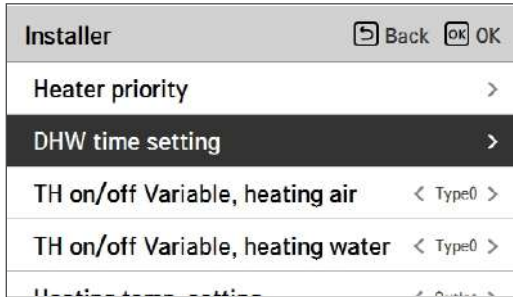 Installer Back OK OK
Heater priority >
DHW time setting >
TH on/off Variable, heating air < Type0 >
TH on/off Variable, heating water < Type0 >